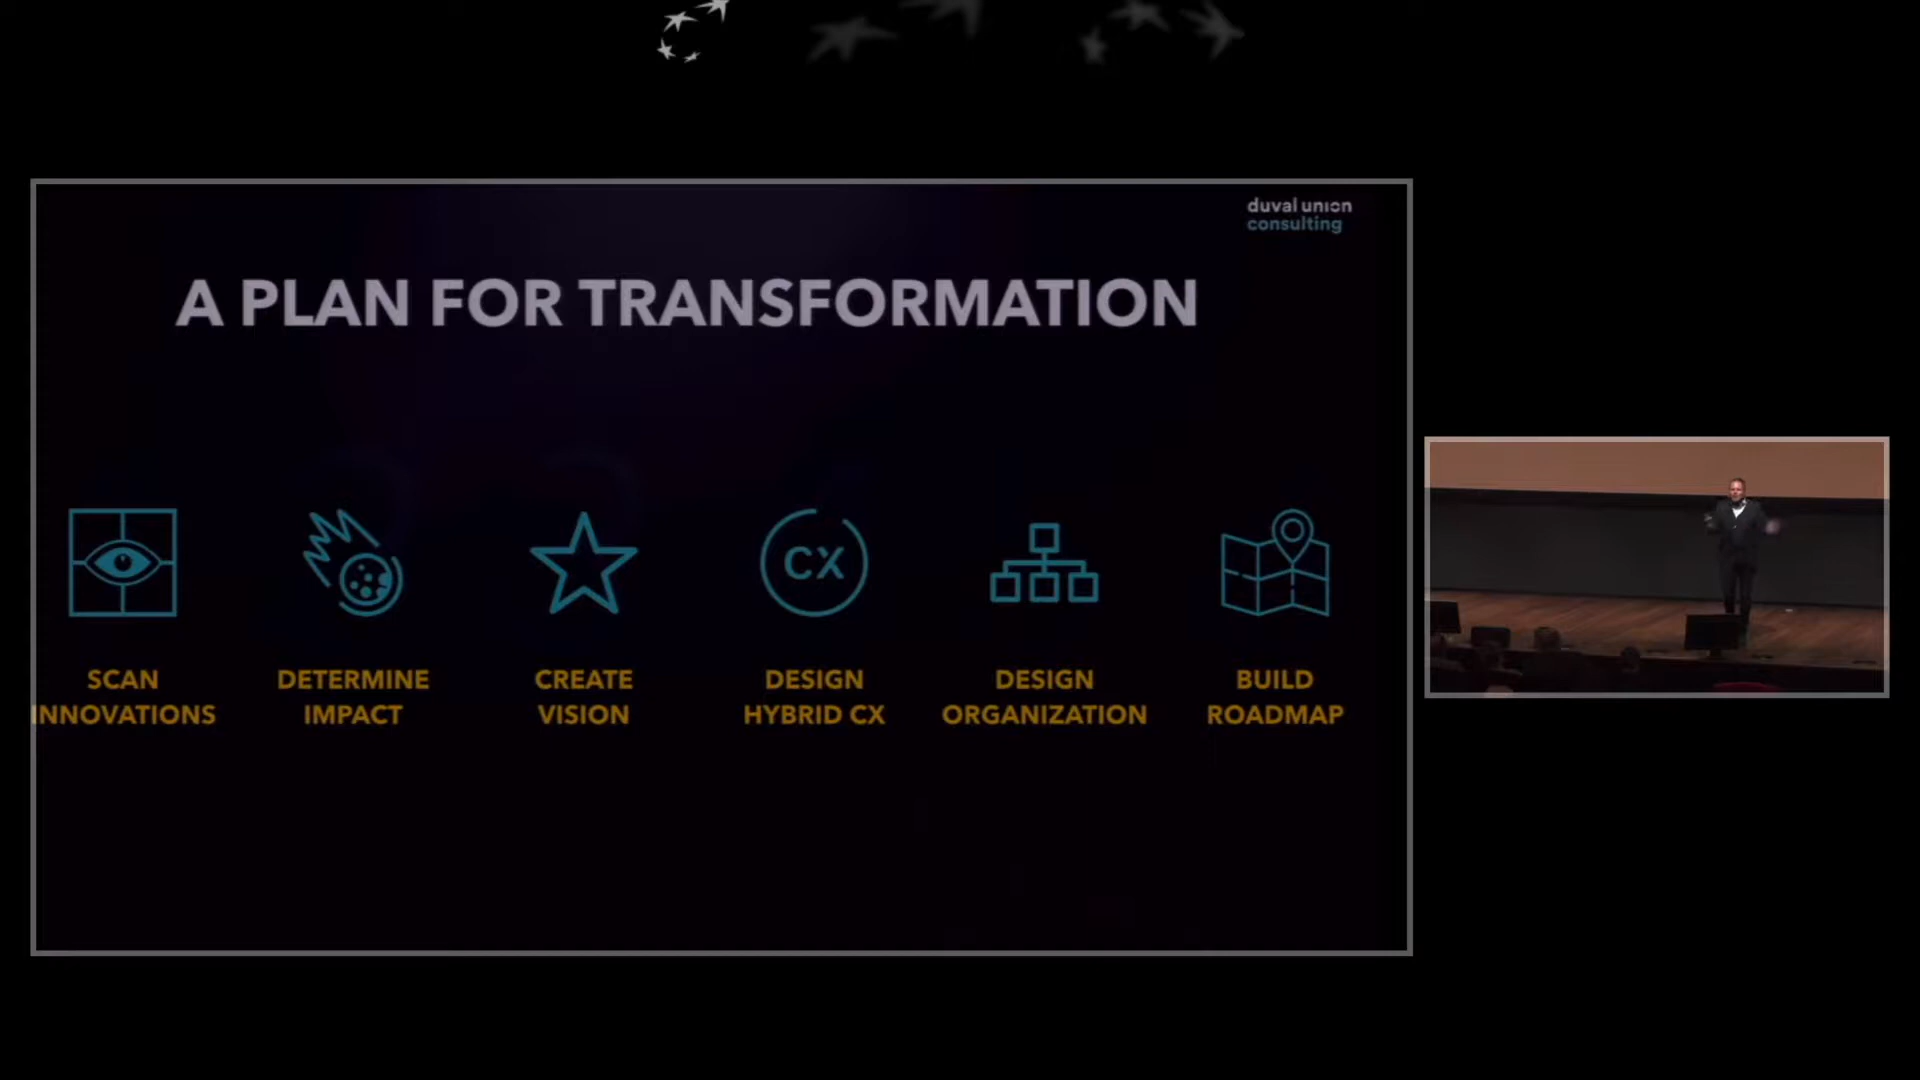 duval union
consulting
A PLAN FOR TRANSFORMATION
CX
SCAN
INNOVATIONS
DETERMINE
IMPACT
CREATE
VISION
DESIGN
HYBRID CX
DESIGN
ORGANIZATION
BUILD
ROADMAP